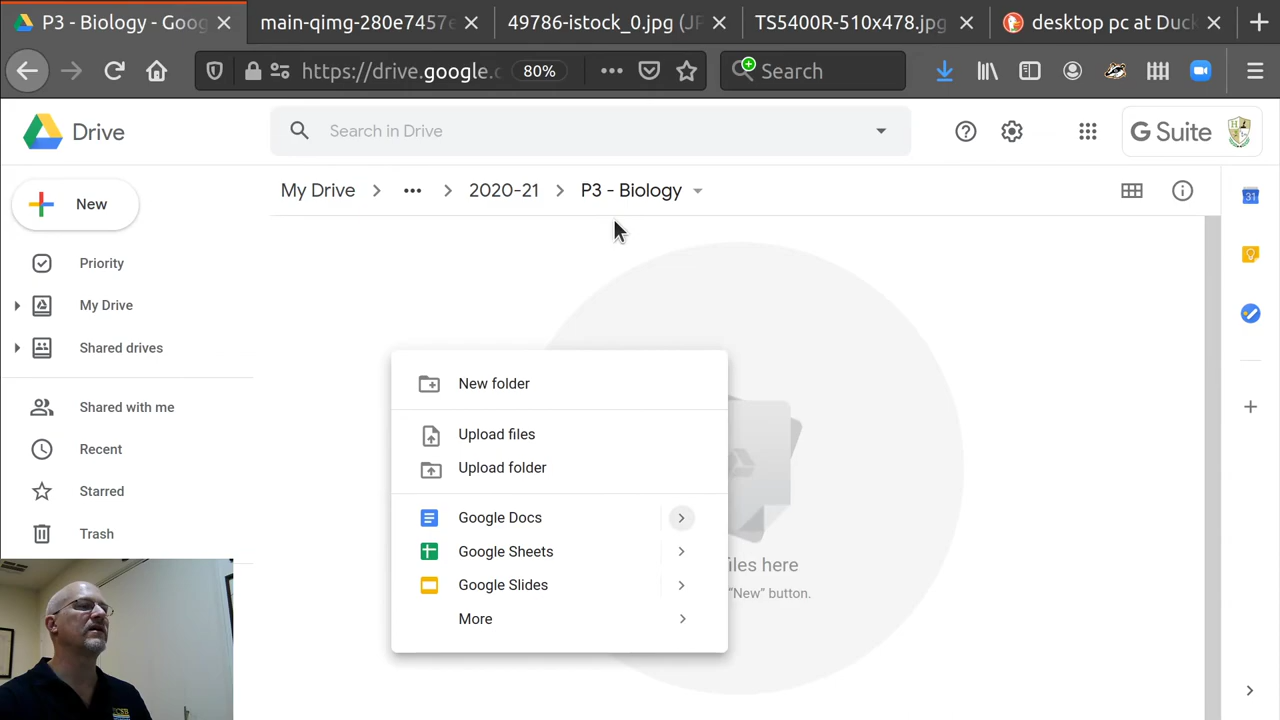 P3 - Biology - Goog
main-qimg-280e7457e
49786-istock_0.jpg (JP
TS5400R-510x478.jpg
desktop pc at Duck
https://drive.google.c
80%
Search
Drive
Search in Drive
G Suite
New
My Drive
2020-21
P3 - Biology
31
Priority
My Drive
Shared drives
Shared with me
Recent
Starred
Trash
New folder
Upload files
Upload folder
Google Docs
Google Sheets
Google Slides
More
iles here
“New” button.